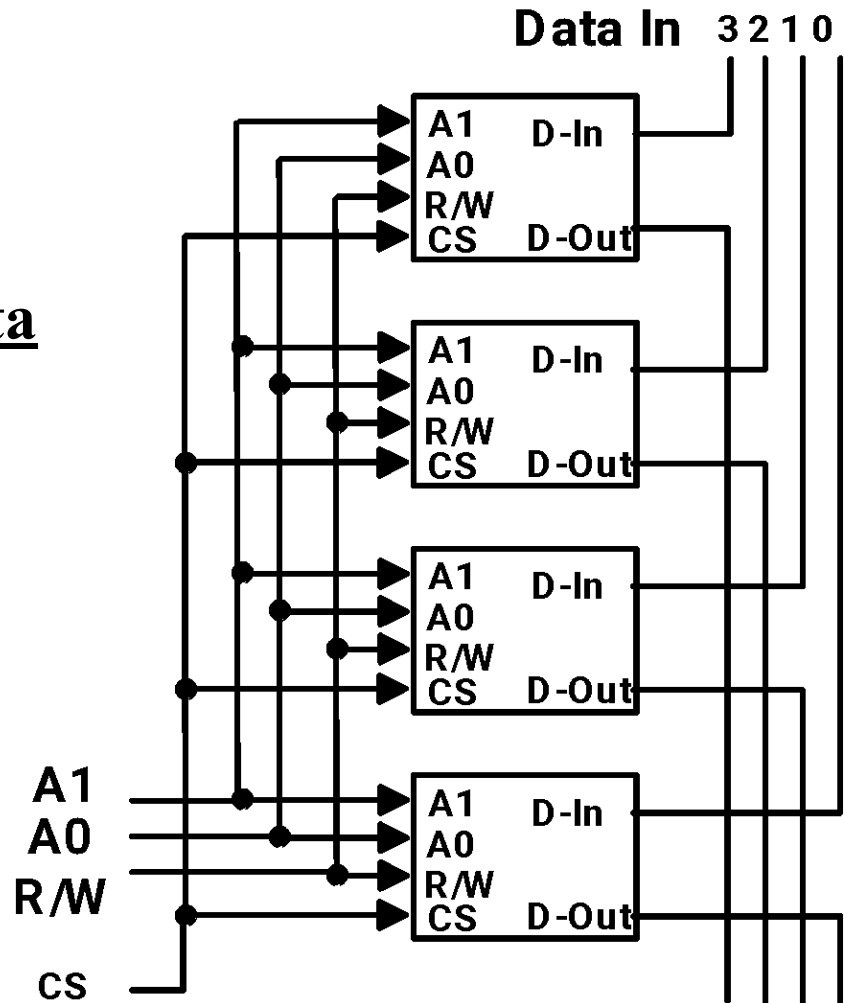 Data In 3 2 1 0
A1
D-In
A0
R/W
CS D-Out
ta
A1
D-In
A0
R/W
CS D-Out
A1
D-In
A0
R/W
CS D-Out
A1
A0
R/W
CS
A1
D-In
A0
R/W
CS D-Out